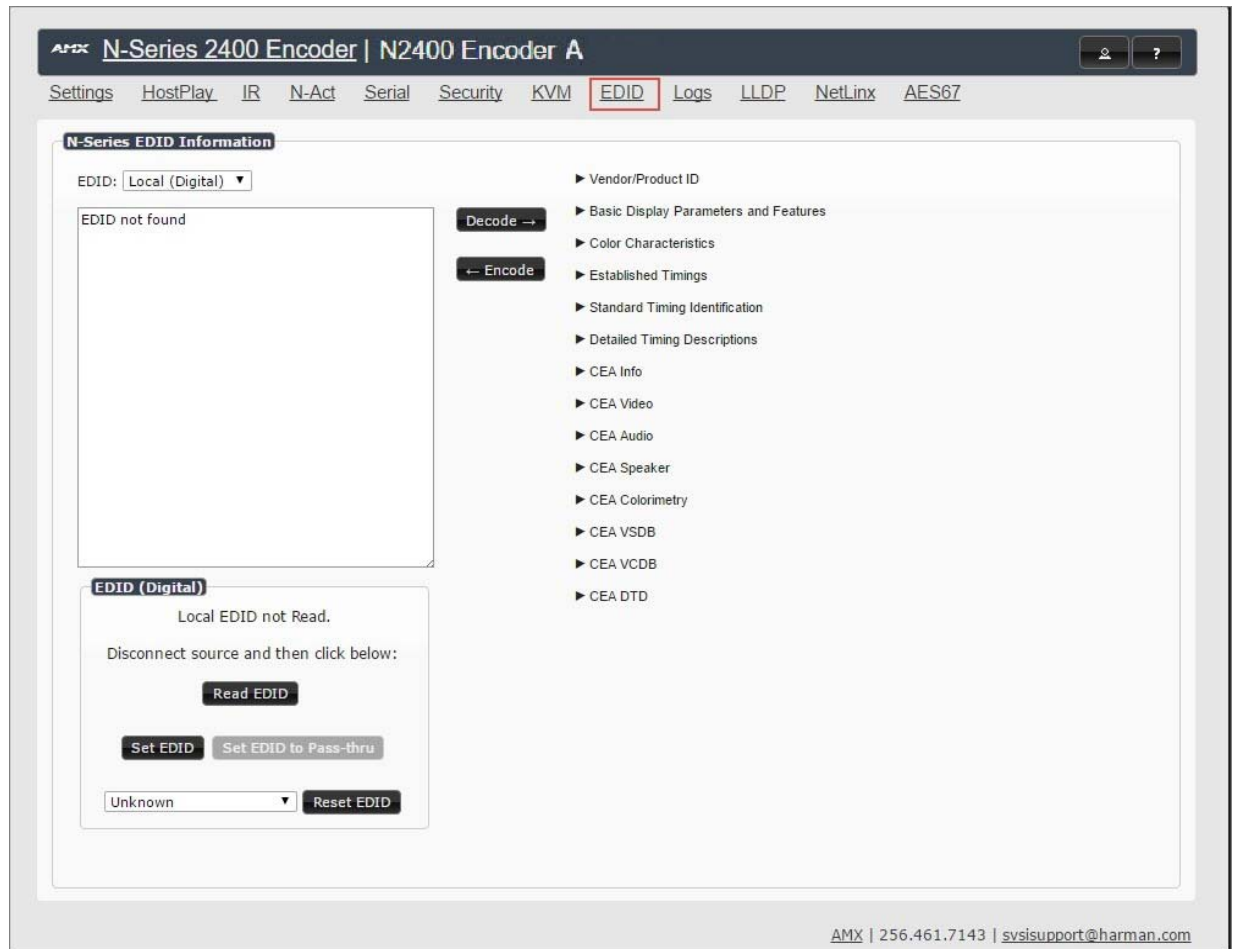 AMX N-Series 2400 Encoder | N2400 Encoder A
?
Settings HostPlay IR N-Act Serial Security KVM EDID Logs LLDP NetLinx AES67
N-Series EDID Information
EDID: Local (Digital) ▼
EDID not found
Decode →
← Encode
► Vendor/Product ID
► Basic Display Parameters and Features
► Color Characteristics
► Established Timings
► Standard Timing Identification
► Detailed Timing Descriptions
► CEA Info
► CEA Video
► CEA Audio
► CEA Speaker
► CEA Colorimetry
► CEA VSDB
► CEA VCDB
► CEA DTD
EDID (Digital)
Local EDID not Read.
Disconnect source and then click below:
Read EDID
Set EDID Set EDID to Pass-thru
Unknown ▼ Reset EDID
AMX | 256.461.7143 | svsisupport@harman.com